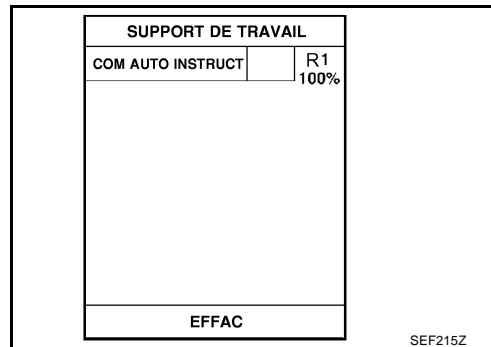 SUPPORT DE TRAVAIL
COM AUTO INSTRUCT R1
100%
EFFAC
SEF215Z